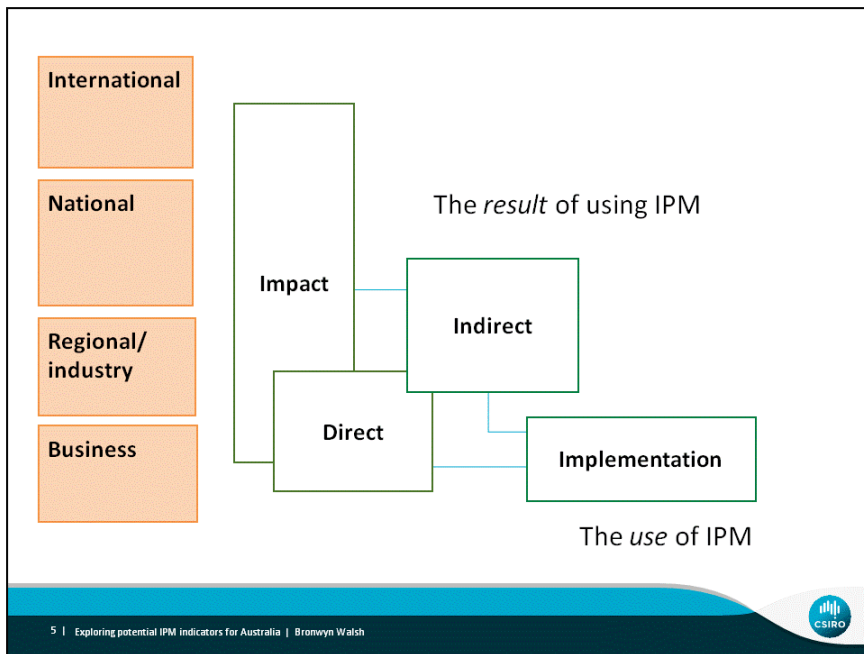 International
National
Regional/
industry
Business
The result of using IPM
Impact
Indirect
Direct
Implementation
The use of IPM
5 | Exploring potential IPM indicators for Australia | Bronwyn Walsh
CSIRO